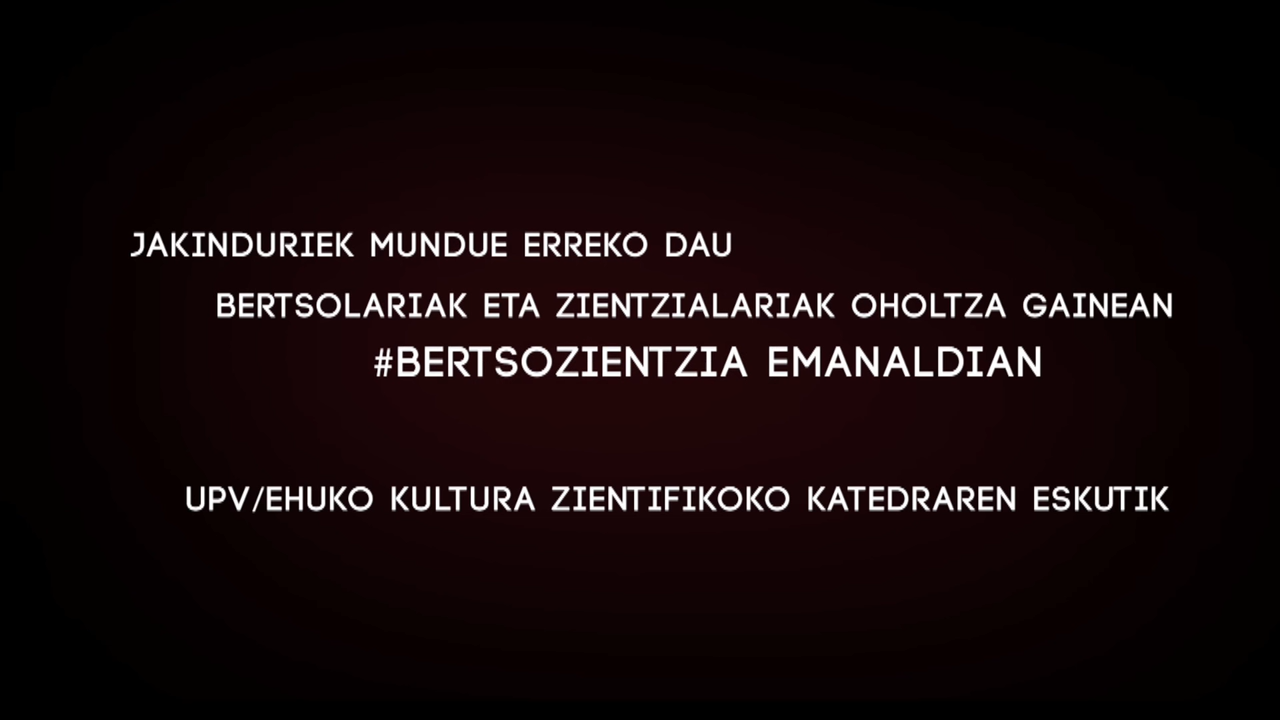 JAKINDURIEK MUNDUE ERREKO DAU
BERTSOLARIAK ETA ZIENTZIALARIAK OHOLTZA GAINEAN
#BERTSOZIENTZIA EMANALDIAN
UPV/EHUKO KULTURA ZIENTIFIKOKO KATEDRAREN ESKUTIK